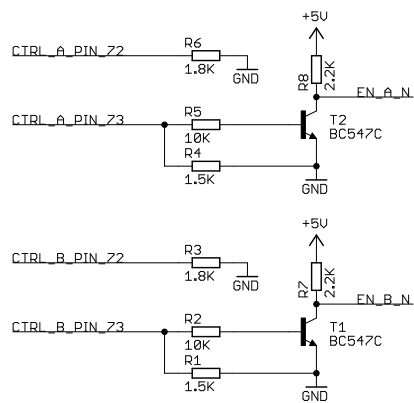 +5V
CTRL_A_PIN_Z2
R6
1.8K
GND
R8
2.2K
EN_A_N
CTRL_A_PIN_Z3
R5
10K
T2
BC547C
R4
1.5K
GND
+5V
CTRL_B_PIN_Z2
R3
1.8K
GND
R7
2.2K
EN_B_N
CTRL_B_PIN_Z3
R2
10K
T1
BC547C
R1
1.5K
GND